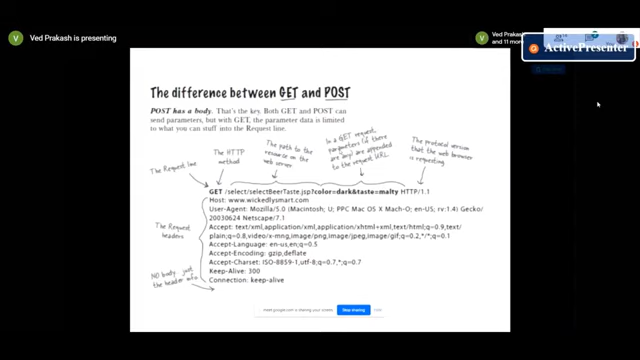 Ved Prakash is presenting
Ved Prakash
and 11 more
You
ActivePresenter
The difference between GET and POST
POST has a body. That's the key. Both GET and POST can
send parameters, but with GET, the parameter data is limited
to what you can stuff into the Request line.
The Request line
The HTTP
method
The path to the
resource on the
web server
In a GET request,
parameters (if there
are any) are appended
to the request URL
The protocol version
that the web browser
is requesting
GET /select/selectBeerTaste.jsp?color=dark&taste=malty HTTP/1.1
Host: www.wickedlysmart.com
User-Agent: Mozilla/5.0 (Macintosh; U; PPC Mac OS X Mach-O; en-US; rv:1.4) Gecko/
20030624 Netscape/7.1
Accept: text/xml,application/xml,application/xhtml+xml,text/html;q=0.9,text/
plain;q=0.8,video/x-mng,image/png,image/jpeg,image/gif;q=0.2,*/*;q=0.1
Accept-Language: en-us,en;q=0.5
Accept-Encoding: gzip,deflate
Accept-Charset: ISO-8859-1,utf-8;q=0.7,*;q=0.7
Keep-Alive: 300
Connection: keep-alive
The Request
headers
NO body... just
the header info
meet.google.com is sharing your screen.
Stop sharing
Hide